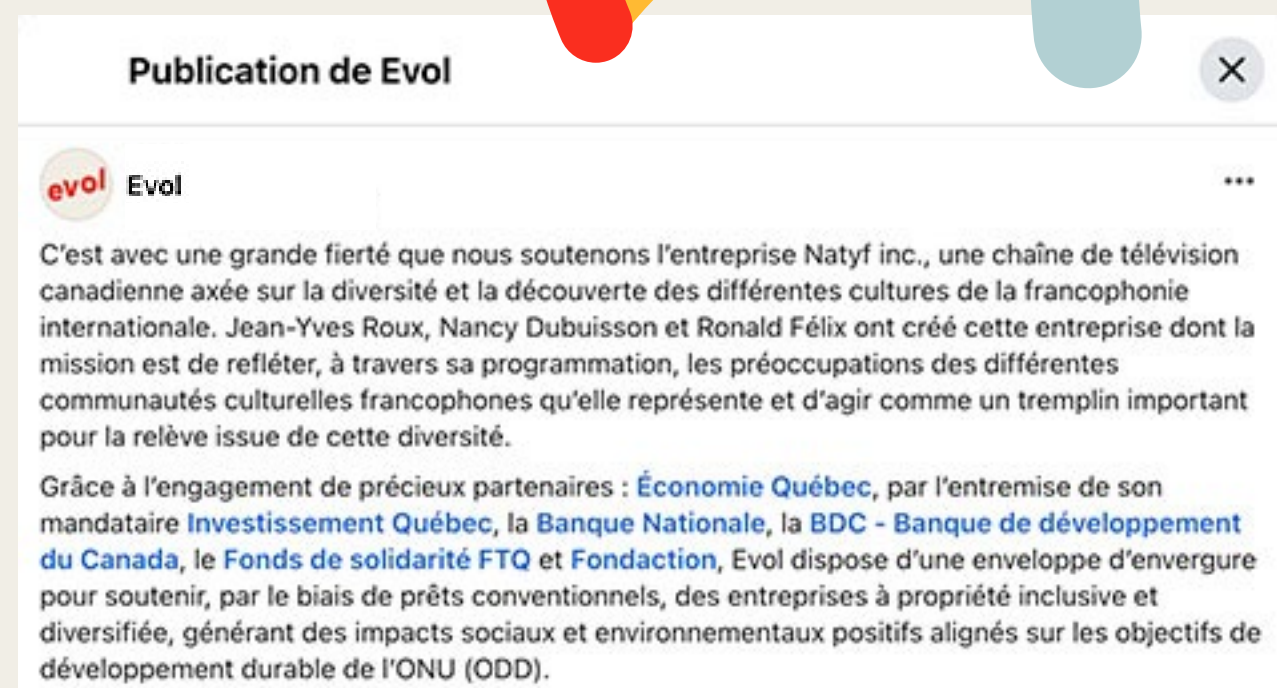 Publication de Evol
evol Evol
C'est avec une grande fierté que nous soutenons l'entreprise Natyf inc., une chaîne de télévision
canadienne axée sur la diversité et la découverte des différentes cultures de la francophonie
internationale. Jean-Yves Roux, Nancy Dubuisson et Ronald Félix ont créé cette entreprise dont la
mission est de refléter, à travers sa programmation, les préoccupations des différentes
communautés culturelles francophones qu'elle représente et d'agir comme un tremplin important
pour la relève issue de cette diversité.
Grâce à l'engagement de précieux partenaires : Économie Québec, par l'entremise de son
mandataire Investissement Québec, la Banque Nationale, la BDC - Banque de développement
du Canada, le Fonds de solidarité FTQ et Fondaction, Evol dispose d'une enveloppe d'envergure
pour soutenir, par le biais de prêts conventionnels, des entreprises à propriété inclusive et
diversifiée, générant des impacts sociaux et environnementaux positifs alignés sur les objectifs de
développement durable de l'ONU (ODD).